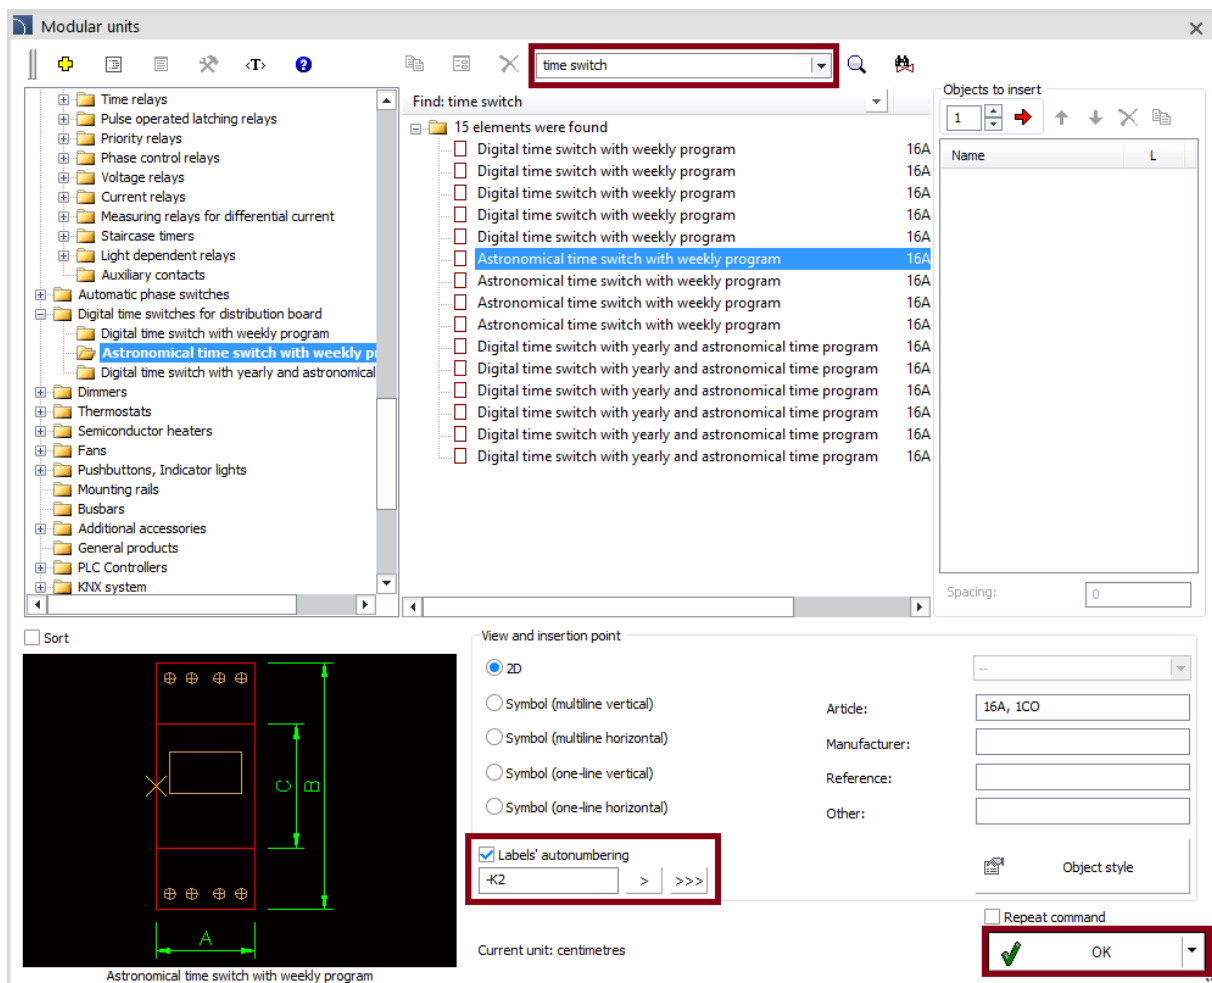 Modular units
<T>
time switch
Time relays
Pulse operated latching relays
Priority relays
Phase control relays
Voltage relays
Current relays
Measuring relays for differential current
Staircase timers
Light dependent relays
Auxiliary contacts
Automatic phase switches
Digital time switches for distribution board
Digital time switch with weekly program
Astronomical time switch with weekly p
Digital time switch with yearly and astronomical
Dimmers
Thermostats
Semiconductor heaters
Fans
Pushbuttons, Indicator lights
Mounting rails
Busbars
Additional accessories
General products
PLC Controllers
KNX system
Find: time switch
15 elements were found
Digital time switch with weekly program 16A
Digital time switch with weekly program 16A
Digital time switch with weekly program 16A
Digital time switch with weekly program 16A
Digital time switch with weekly program 16A
Astronomical time switch with weekly program 16A
Astronomical time switch with weekly program 16A
Astronomical time switch with weekly program 16A
Astronomical time switch with weekly program 16A
Digital time switch with yearly and astronomical time program 16A
Digital time switch with yearly and astronomical time program 16A
Digital time switch with yearly and astronomical time program 16A
Digital time switch with yearly and astronomical time program 16A
Digital time switch with yearly and astronomical time program 16A
Digital time switch with yearly and astronomical time program 16A
Objects to insert
1
Name L
Spacing: 0
Sort
C
B
A
Astronomical time switch with weekly program
View and insertion point
2D
Symbol (multiline vertical)
Symbol (multiline horizontal)
Symbol (one-line vertical)
Symbol (one-line horizontal)
--
Article: 16A, 1CO
Manufacturer:
Reference:
Other:
Labels' autonumbering
-K2 > >>>
Object style
Repeat command
Current unit: centimetres
OK